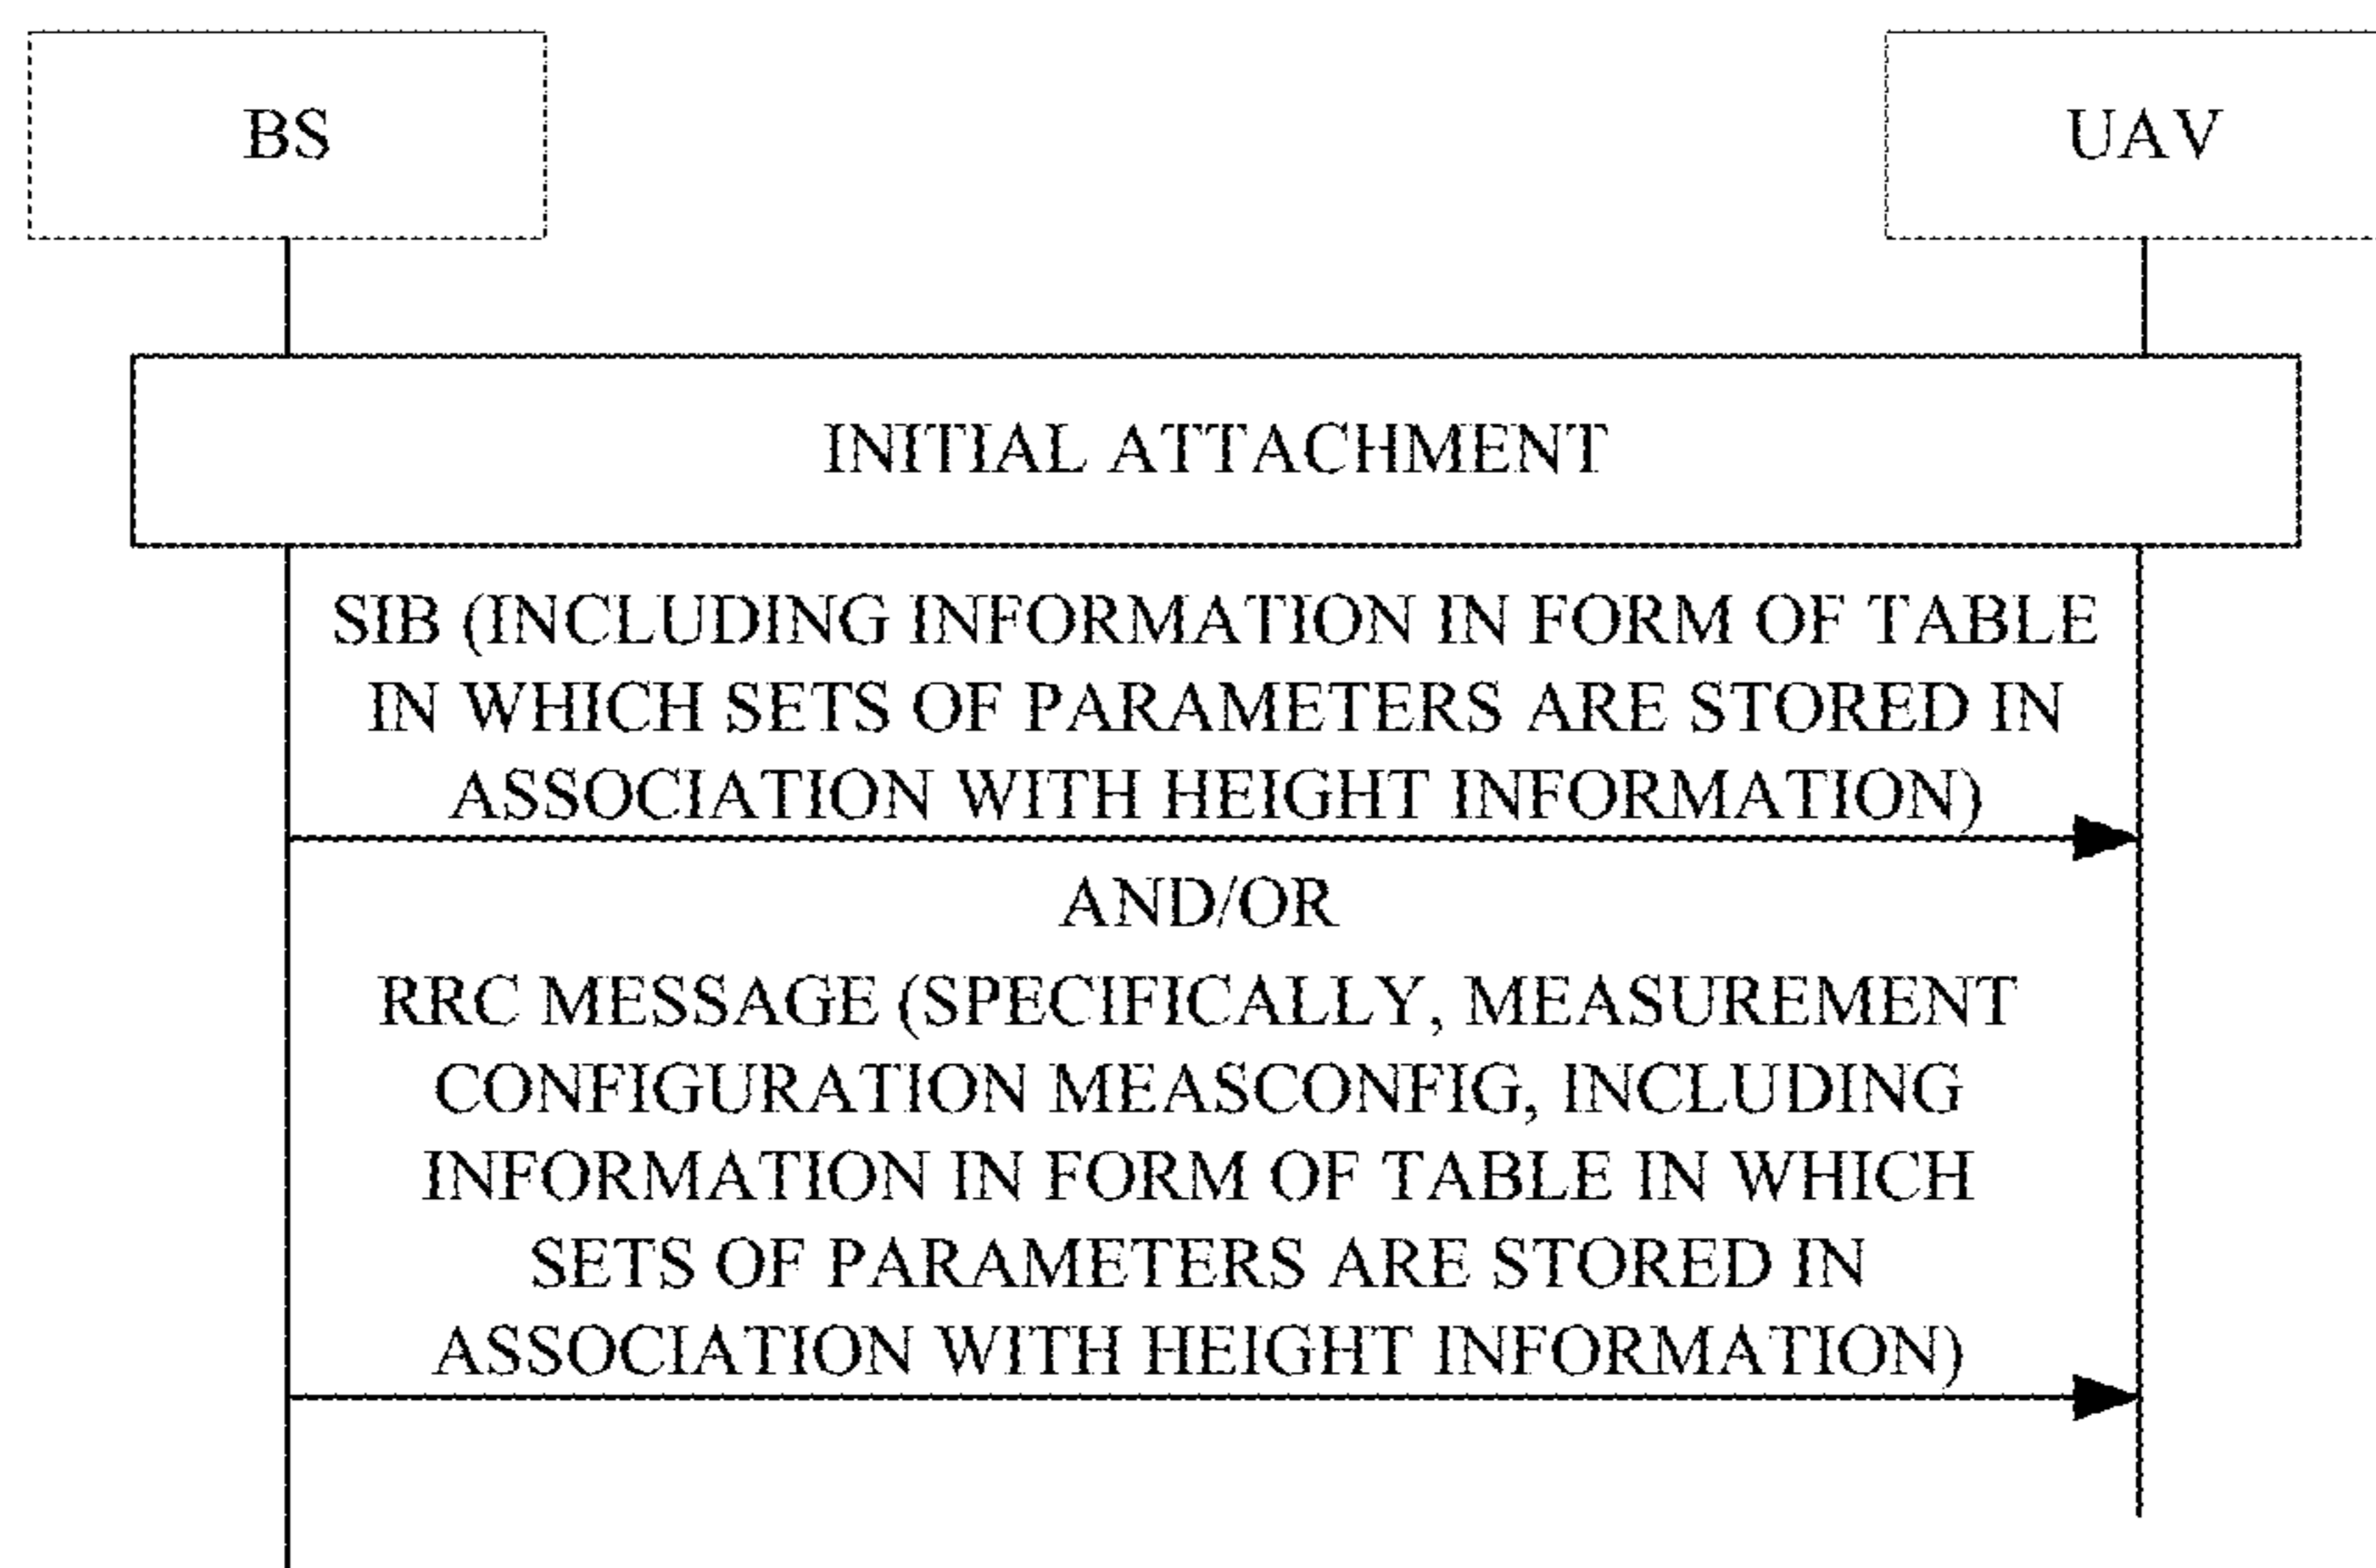 BS
UAV
INITIAL ATTACHMENT
SIB (INCLUDING INFORMATION IN FORM OF TABLE
IN WHICH SETS OF PARAMETERS ARE STORED IN
ASSOCIATION WITH HEIGHT INFORMATION)
AND/OR
RRC MESSAGE (SPECIFICALLY, MEASUREMENT
CONFIGURATION MEASCONFIG, INCLUDING
INFORMATION IN FORM OF TABLE IN WHICH
SETS OF PARAMETERS ARE STORED IN
ASSOCIATION WITH HEIGHT INFORMATION)